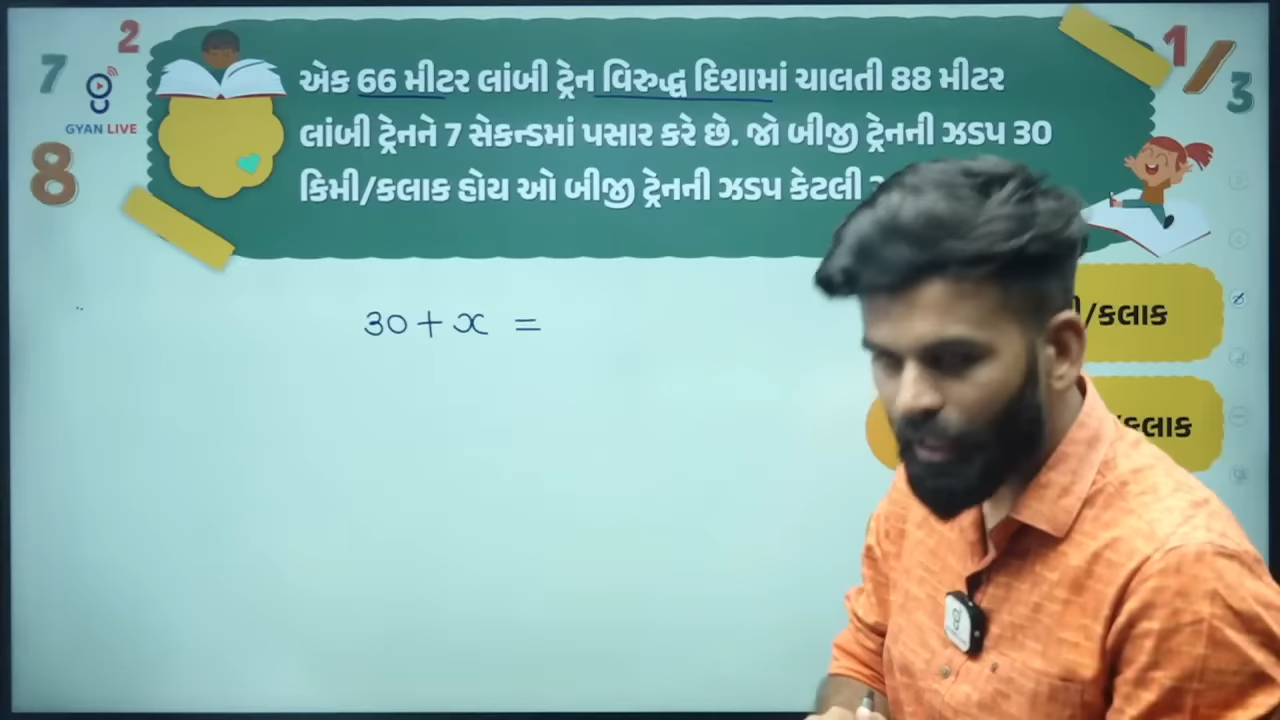 એક 66 મીટર લાંબી ટ્રેન વિરુદ્ધ દિશામાં ચાલતી 88 મીટર
લાંબી ટ્રેનને 7 સેકન્ડમાં પસાર કરે છે. જો બીજી ટ્રેનની ઝડપ 30
કિમી/કલાક હોય ઓ બીજી ટ્રેનની ઝડપ કેટલી
7 2
GYAN LIVE
8
1/3
30 + x =
/કલાક
/કલાક